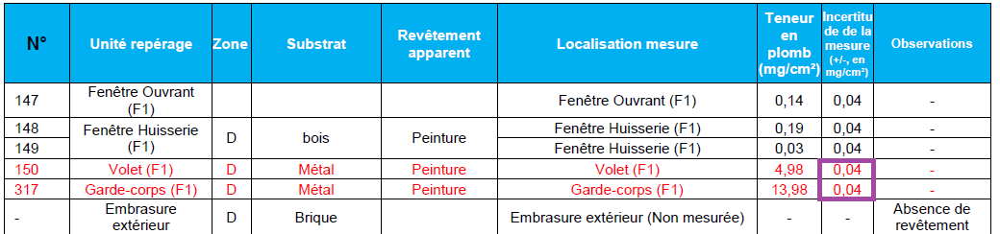 N° Unité repérage Zone Substrat Revêtement apparent Localisation mesure Teneur en plomb (mg/cm²) Incertitu de de la mesure (+/-, en mg/cm²) Observations
147 Fenêtre Ouvrant (F1) Fenêtre Ouvrant (F1) 0,14 0,04 -
148 Fenêtre Huisserie (F1) D bois Peinture Fenêtre Huisserie (F1) 0,19 0,04 -
149 Fenêtre Huisserie (F1) 0,03 0,04 -
150 Volet (F1) D Métal Peinture Volet (F1) 4,98 0,04 -
317 Garde-corps (F1) D Métal Peinture Garde-corps (F1) 13,98 0,04 -
- Embrasure extérieur D Brique Embrasure extérieur (Non mesurée) - - Absence de revêtement